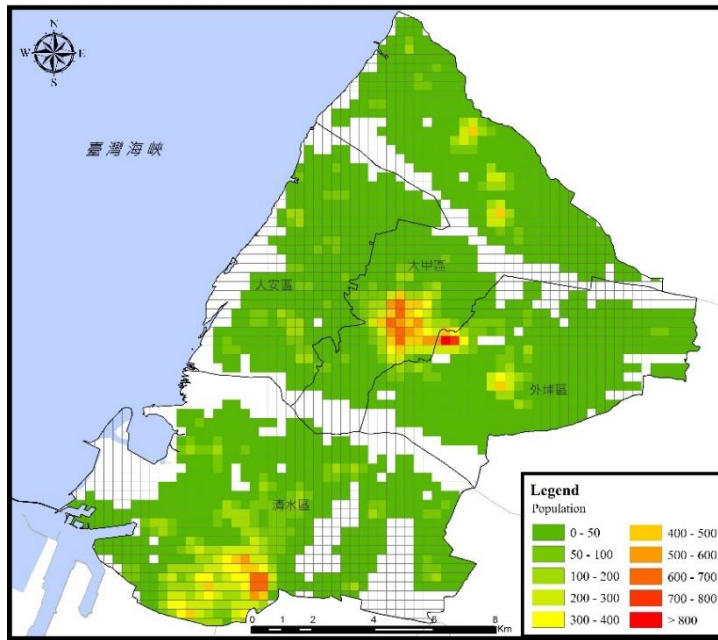 N
W
E
S
臺灣海峽
大甲區
大安區
外埔區
清水區
Legend
Population
0 - 50
50 - 100
100 - 200
200 - 300
300 - 400
400 - 500
500 - 600
600 - 700
700 - 800
> 800
0 1 2 4 6 8
Km